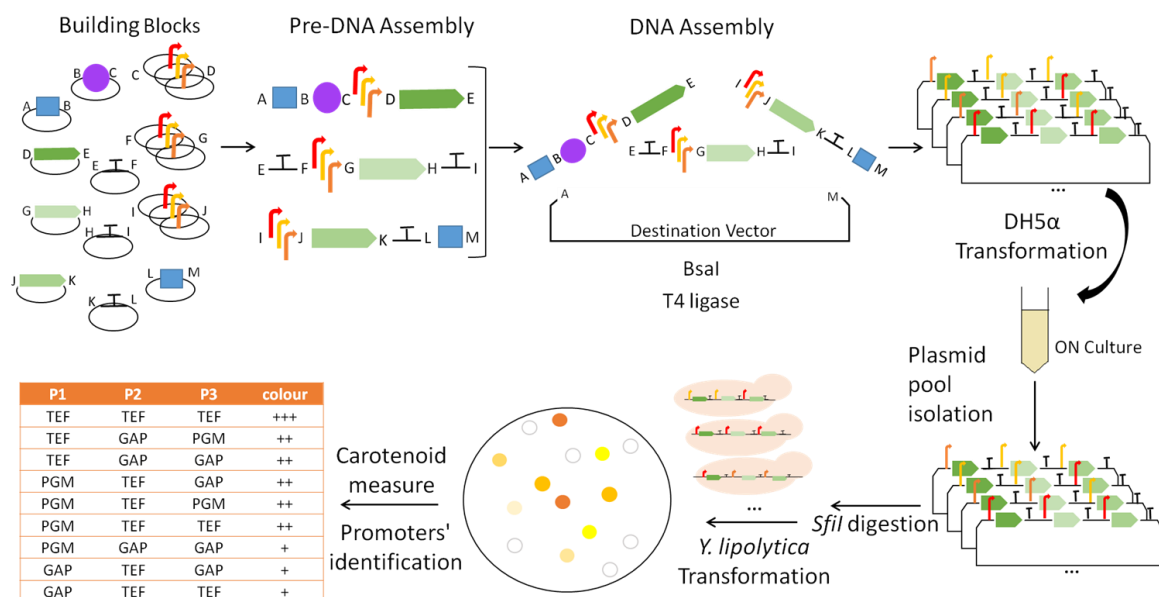 Building Blocks
Pre-DNA Assembly
DNA Assembly
B C
C D
A B
F G
D E
E F
I J
G H
H I
J K
L M
K L
A B C D E
E F G H I
I J K L M
A B C D E
E F G H I
I J K L M
A M
Destination Vector
BsaI
T4 ligase
...
DH5α
Transformation
ON Culture
Plasmid
pool
isolation
...
SfiI digestion
...
Y. lipolytica
Transformation
Carotenoid
measure
Promoters'
identification
P1 P2 P3 colour
TEF TEF TEF +++
TEF GAP PGM ++
TEF GAP GAP ++
PGM TEF GAP ++
PGM TEF PGM ++
PGM TEF TEF ++
PGM GAP GAP +
GAP TEF GAP +
GAP TEF TEF +